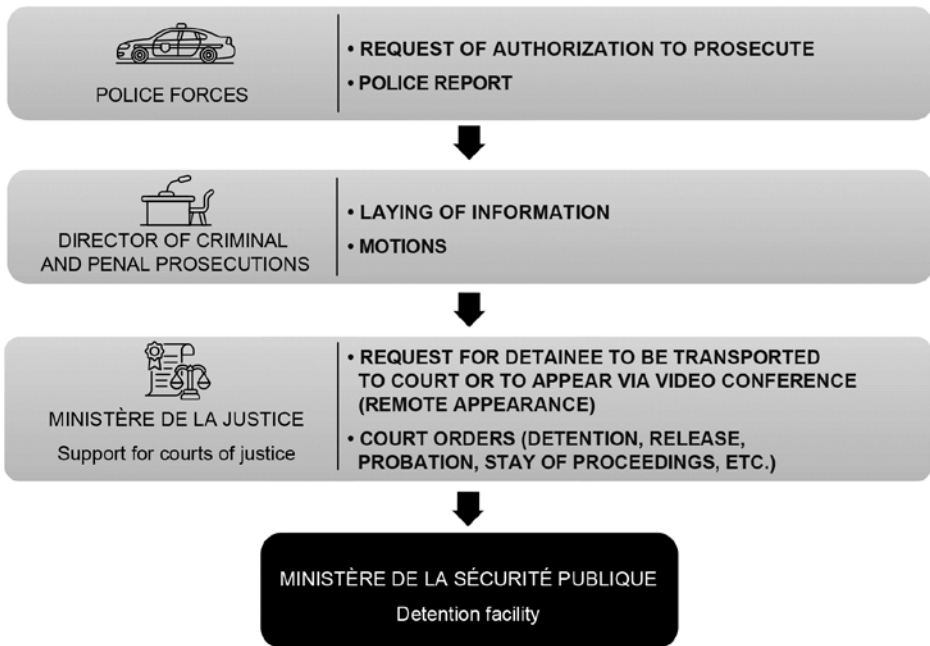 POLICE FORCES
• REQUEST OF AUTHORIZATION TO PROSECUTE
• POLICE REPORT
DIRECTOR OF CRIMINAL
AND PENAL PROSECUTIONS
• LAYING OF INFORMATION
• MOTIONS
MINISTÈRE DE LA JUSTICE
Support for courts of justice
• REQUEST FOR DETAINEE TO BE TRANSPORTED
TO COURT OR TO APPEAR VIA VIDEO CONFERENCE
(REMOTE APPEARANCE)
• COURT ORDERS (DETENTION, RELEASE,
PROBATION, STAY OF PROCEEDINGS, ETC.)
MINISTÈRE DE LA SÉCURITÉ PUBLIQUE
Detention facility